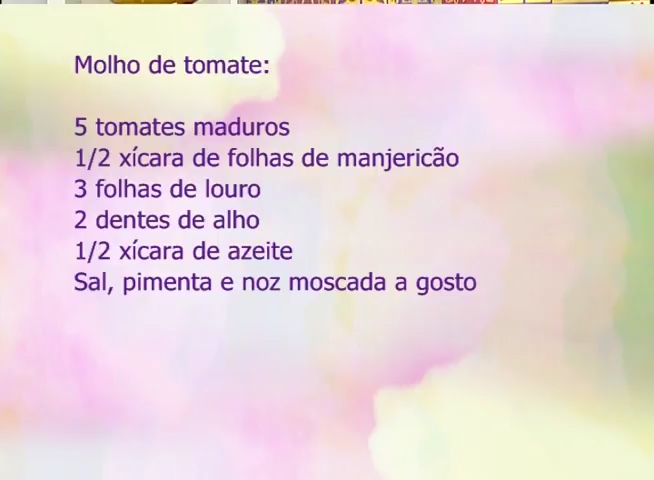 Molho de tomate:
5 tomates maduros
1/2 xícara de folhas de manjericão
3 folhas de louro
2 dentes de alho
1/2 xícara de azeite
Sal, pimenta e noz moscada a gosto